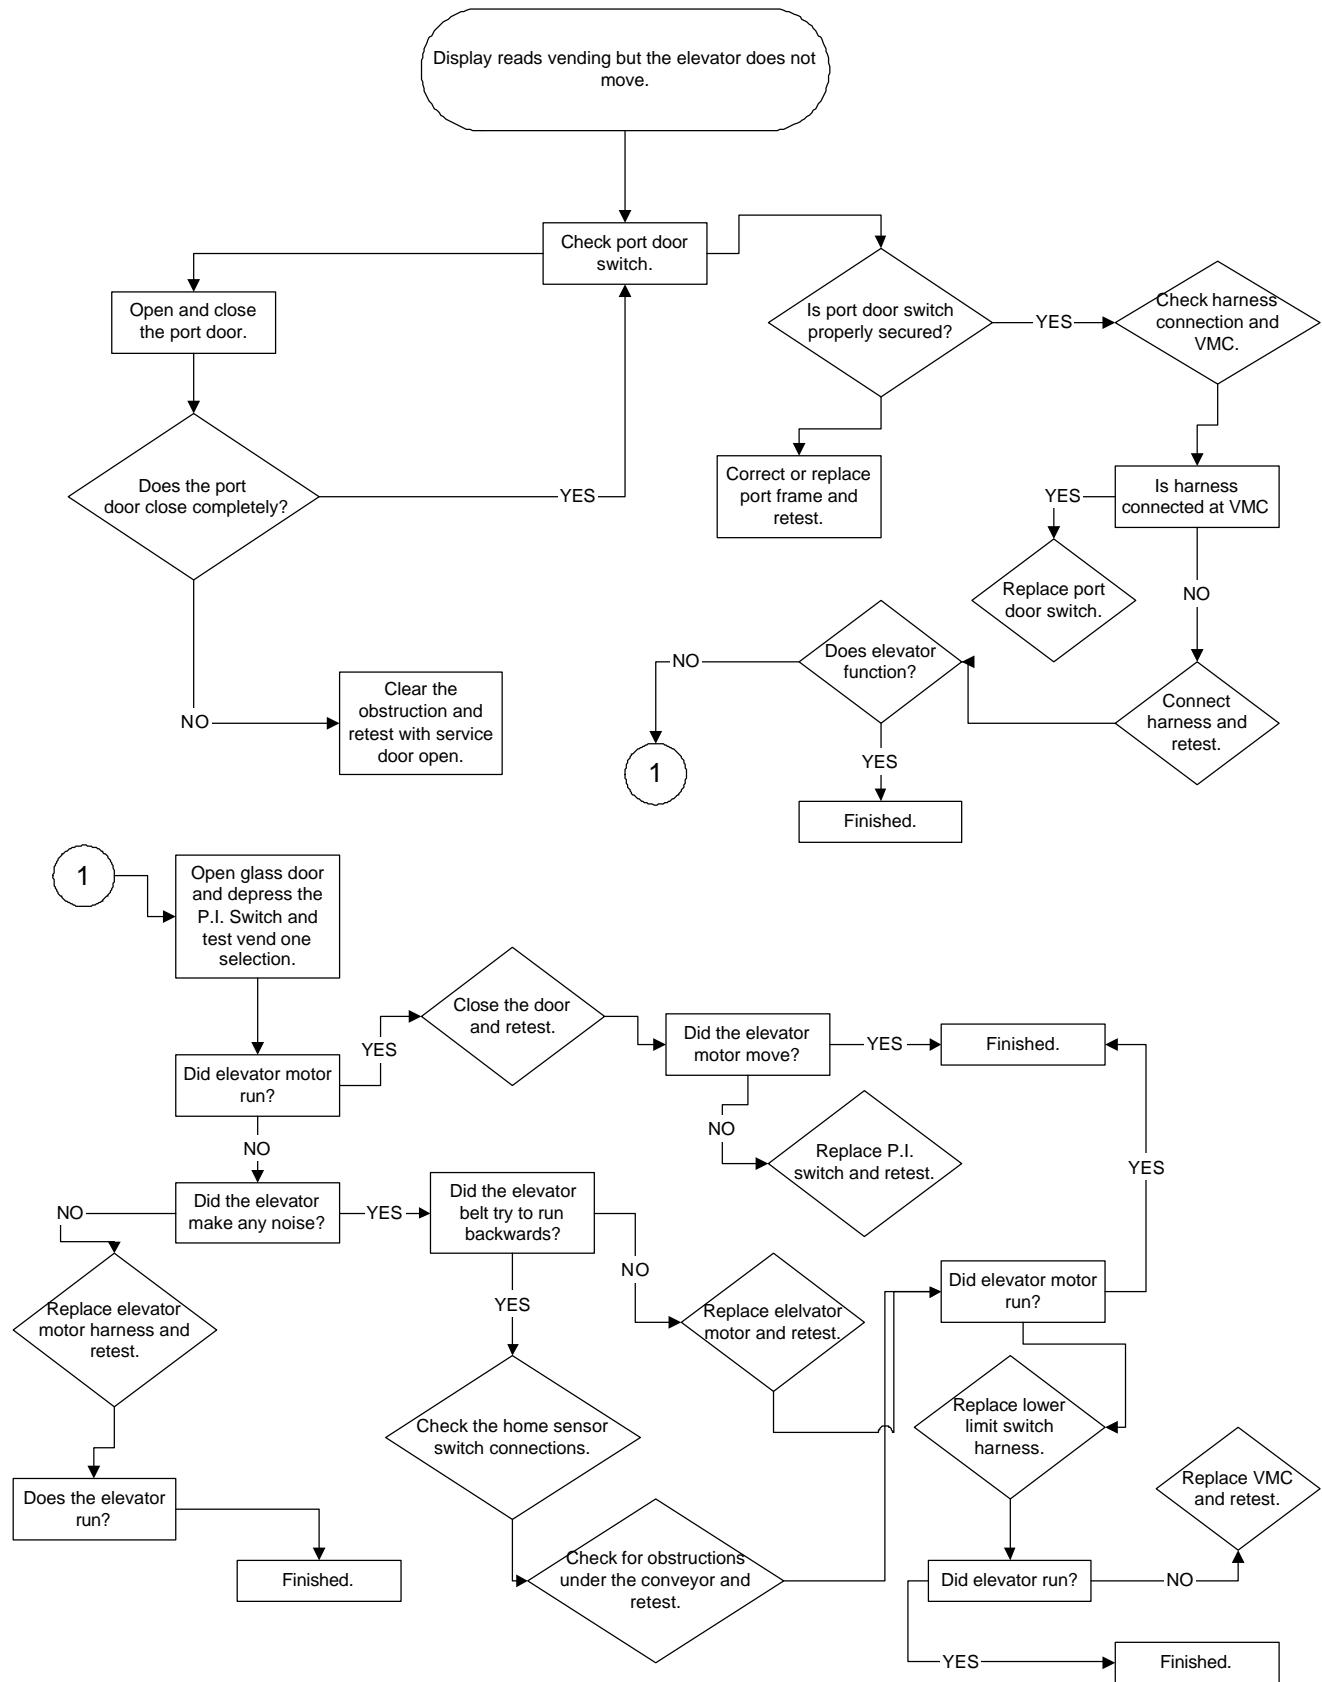 Display reads vending but the elevator does not
move.
Check port door
switch.
Open and close
the port door.
Is port door switch
properly secured?
YES
Check harness
connection and
VMC.
Does the port
door close completely?
YES
Correct or replace
port frame and
retest.
Is harness
connected at VMC
YES
Replace port
door switch.
NO
Does elevator
function?
NO
Connect
harness and
retest.
NO
Clear the
obstruction and
retest with service
door open.
1
YES
Finished.
1
Open glass door
and depress the
P.I. Switch and
test vend one
selection.
Close the door
and retest.
Did the elevator
motor move?
YES
Finished.
YES
Did elevator motor
run?
NO
NO
Replace P.I.
switch and retest.
YES
Did the elevator
make any noise?
NO
YES
Did the elevator
belt try to run
backwards?
NO
YES
Replace elevator
motor harness and
retest.
Replace elelvator
motor and retest.
Did elevator motor
run?
Check the home sensor
switch connections.
Replace lower
limit switch
harness.
Replace VMC
and retest.
Does the elevator
run?
Finished.
Check for obstructions
under the conveyor and
retest.
Did elevator run?
NO
YES
Finished.